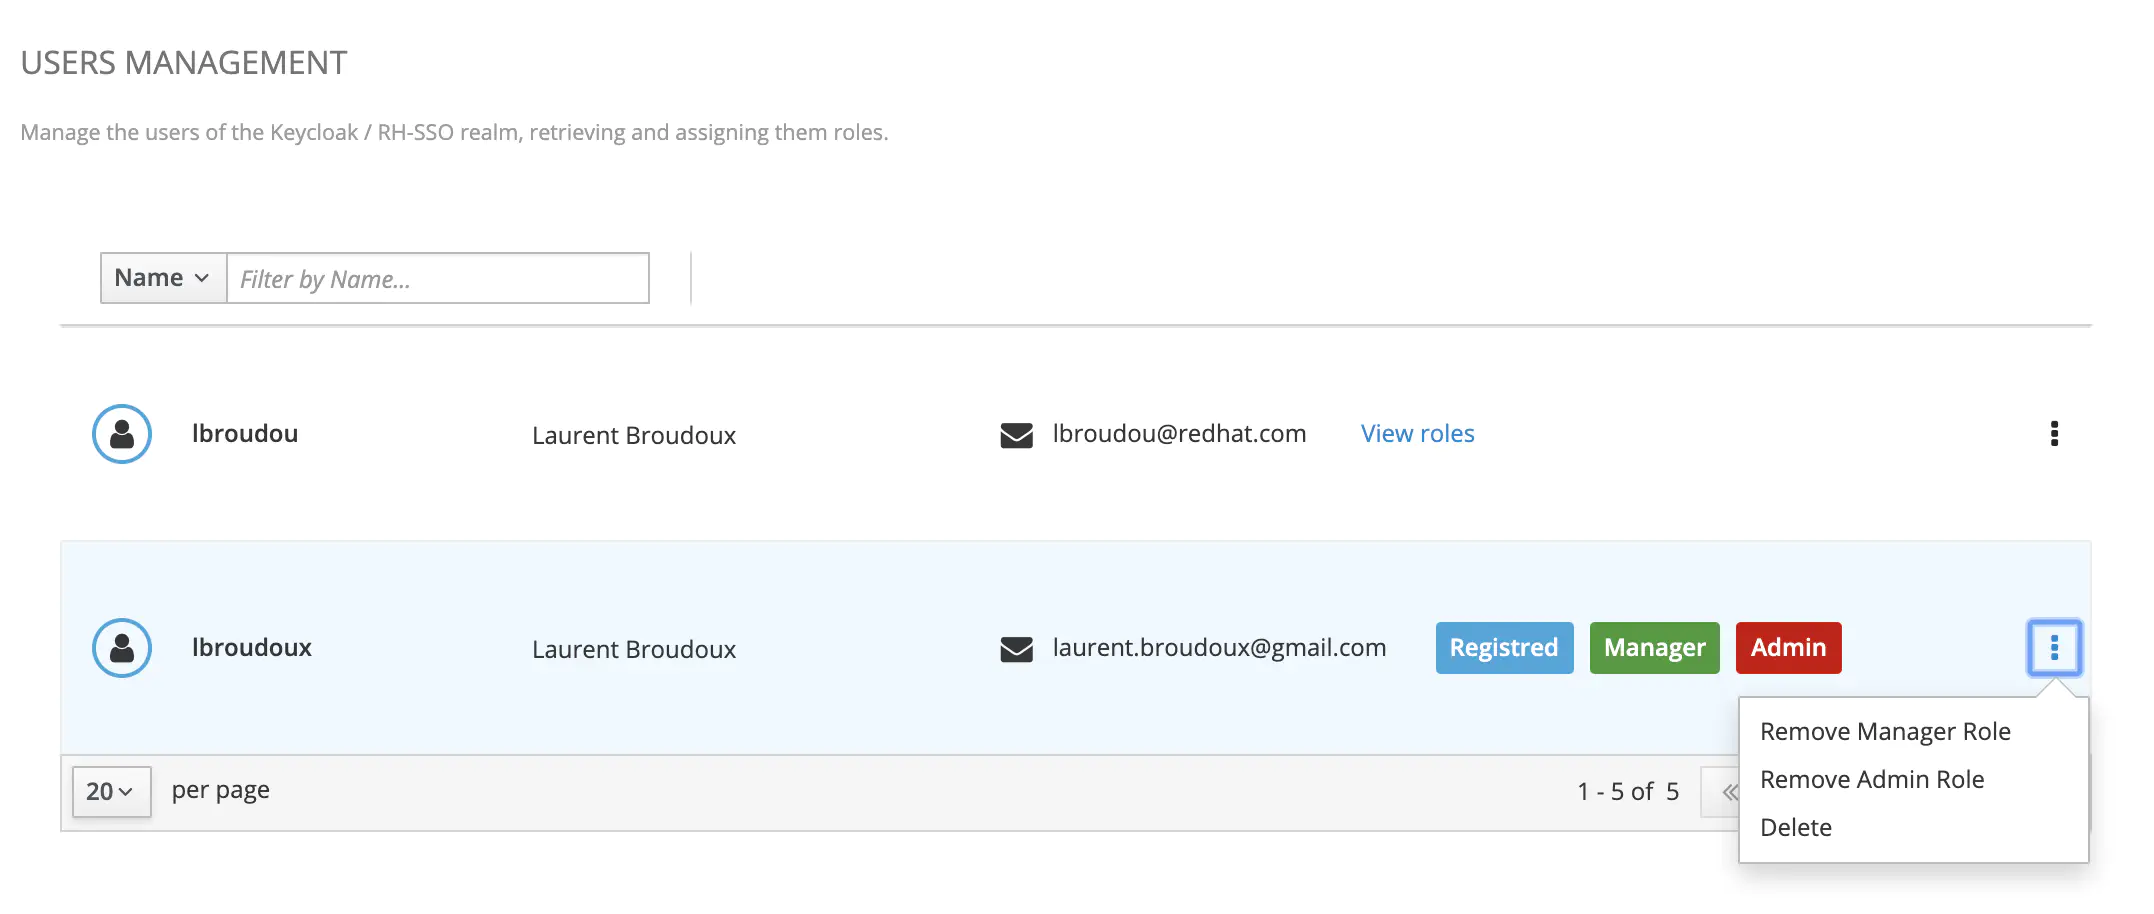 USERS MANAGEMENT
Manage the users of the Keycloak / RH-SSO realm, retrieving and assigning them roles.
Name Filter by Name...
lbroudou Laurent Broudoux lbroudou@redhat.com View roles
lbroudoux Laurent Broudoux laurent.broudoux@gmail.com Registred Manager Admin
Remove Manager Role
Remove Admin Role
Delete
20 per page 1 - 5 of 5 «